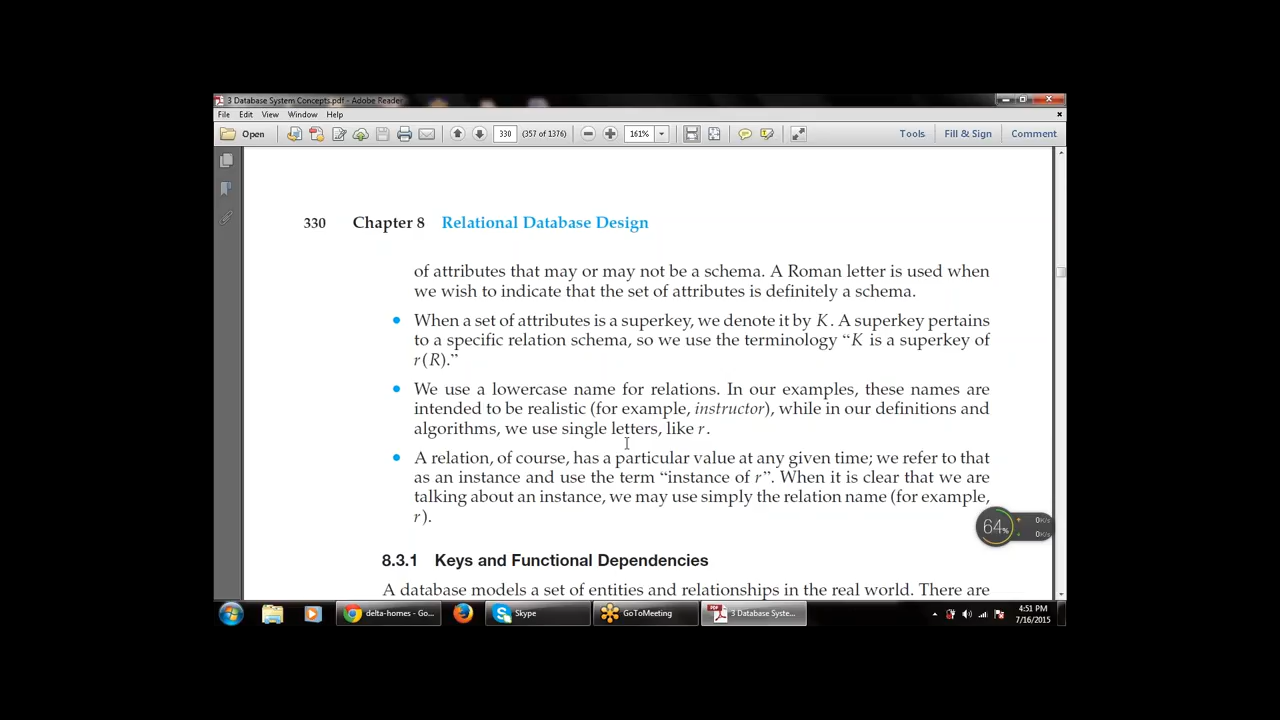 3 Database System Concepts.pdf - Adobe Reader
File Edit View Window Help
Open 330 (357 of 1376) 161% Tools Fill & Sign Comment
330 Chapter 8 Relational Database Design
of attributes that may or may not be a schema. A Roman letter is used when
we wish to indicate that the set of attributes is definitely a schema.
• When a set of attributes is a superkey, we denote it by K. A superkey pertains
to a specific relation schema, so we use the terminology “K is a superkey of
r(R).”
• We use a lowercase name for relations. In our examples, these names are
intended to be realistic (for example, instructor), while in our definitions and
algorithms, we use single letters, like r.
• A relation, of course, has a particular value at any given time; we refer to that
as an instance and use the term “instance of r”. When it is clear that we are
talking about an instance, we may use simply the relation name (for example,
r).
64%
0K/s
0K/s
8.3.1 Keys and Functional Dependencies
A database models a set of entities and relationships in the real world. There are
delta-homes - Go... Skype GoToMeeting 3 Database Syste...
4:51 PM
7/16/2015